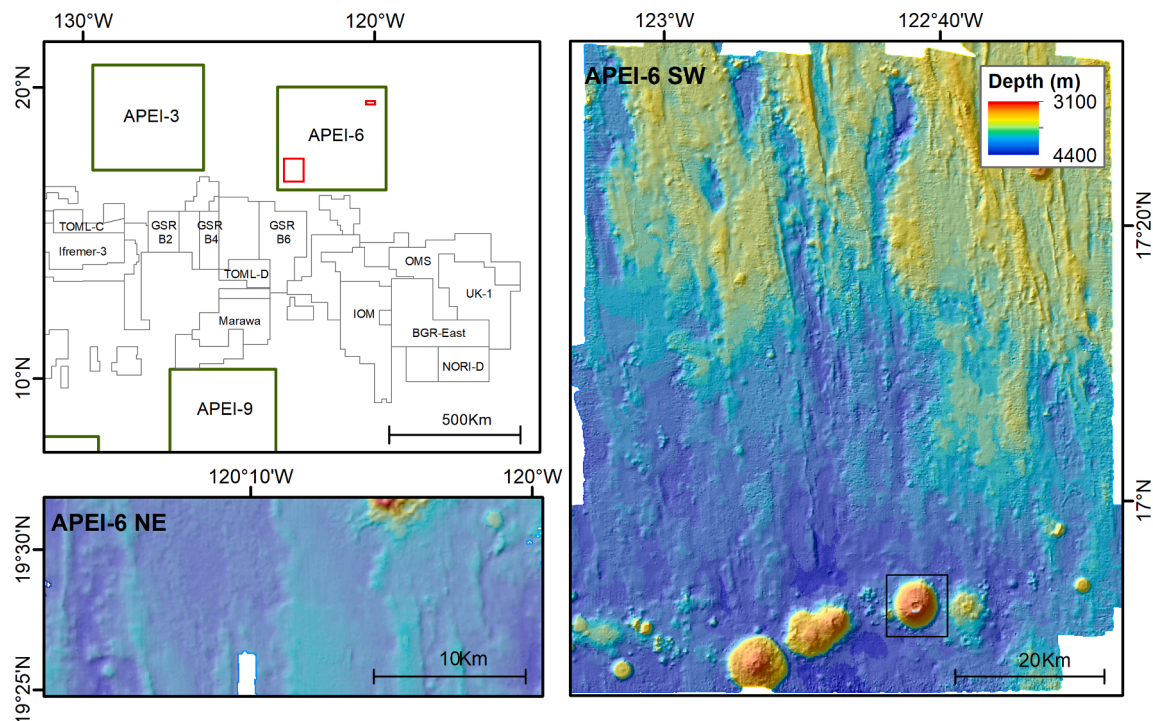 130°W
120°W
20°N
10°N
APEI-3
APEI-6
TOML-C
GSR
B2
GSR
B4
GSR
B6
Ifremer-3
TOML-D
OMS
UK-1
IOM
Marawa
BGR-East
NORI-D
APEI-9
500Km
120°10'W
120°W
19°30'N
19°25'N
APEI-6 NE
10Km
123°W
122°40'W
17°20'N
17°N
APEI-6 SW
Depth (m)
3100
4400
20Km